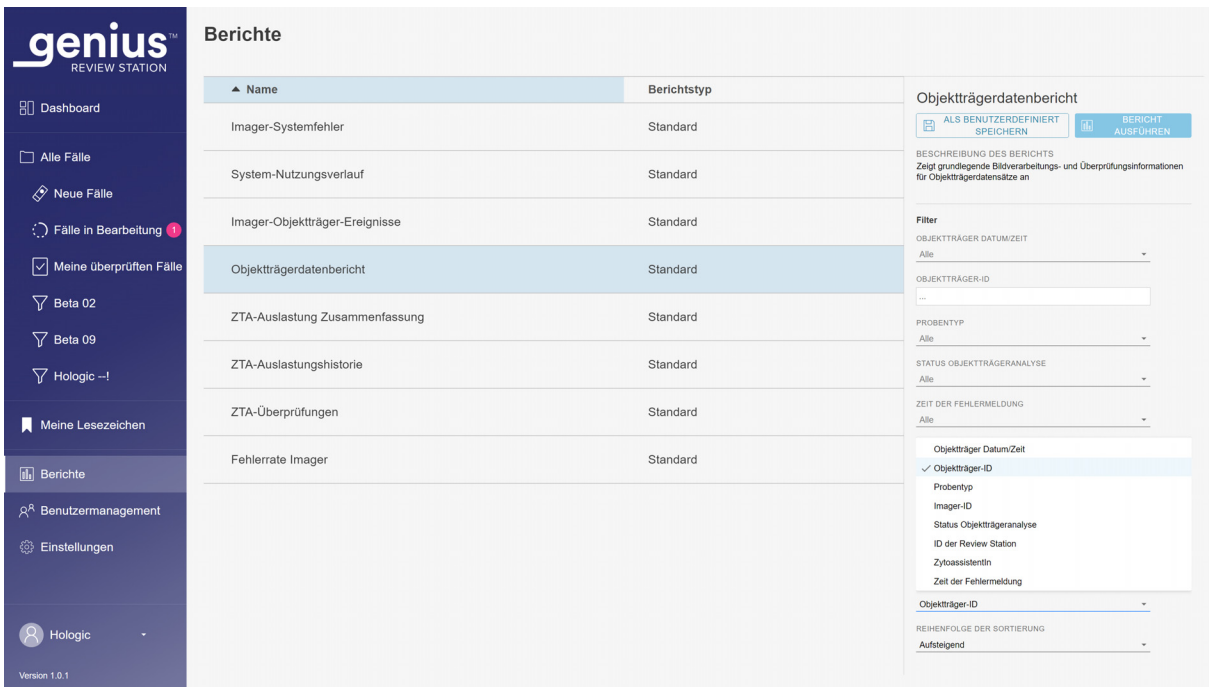 genius™
REVIEW STATION
Dashboard
Alle Fälle
Neue Fälle
Fälle in Bearbeitung 1
Meine überprüften Fälle
Beta 02
Beta 09
Hologic --!
Meine Lesezeichen
Berichte
Benutzermanagement
Einstellungen
Hologic
Version 1.0.1
Berichte
Name Berichtstyp
Imager-Systemfehler Standard
System-Nutzungsverlauf Standard
Imager-Objektträger-Ereignisse Standard
Objektträgerdatenbericht Standard
ZTA-Auslastung Zusammenfassung Standard
ZTA-Auslastungshistorie Standard
ZTA-Überprüfungen Standard
Fehlerrate Imager Standard
Objektträgerdatenbericht
ALS BENUTZERDEFINIERT
SPEICHERN
BERICHT
AUSFÜHREN
BESCHREIBUNG DES BERICHTS
Zeigt grundlegende Bildverarbeitungs- und Überprüfungsinformationen
für Objektträgerdatensätze an
Filter
OBJEKTTRÄGER DATUM/ZEIT
Alle
OBJEKTTRÄGER-ID
...
PROBENTYP
Alle
STATUS OBJEKTTRÄGERANALYSE
Alle
ZEIT DER FEHLERMELDUNG
Alle
Objektträger Datum/Zeit
Objektträger-ID
Probentyp
Imager-ID
Status Objektträgeranalyse
ID der Review Station
ZytoassistentIn
Zeit der Fehlermeldung
Objektträger-ID
REIHENFOLGE DER SORTIERUNG
Aufsteigend